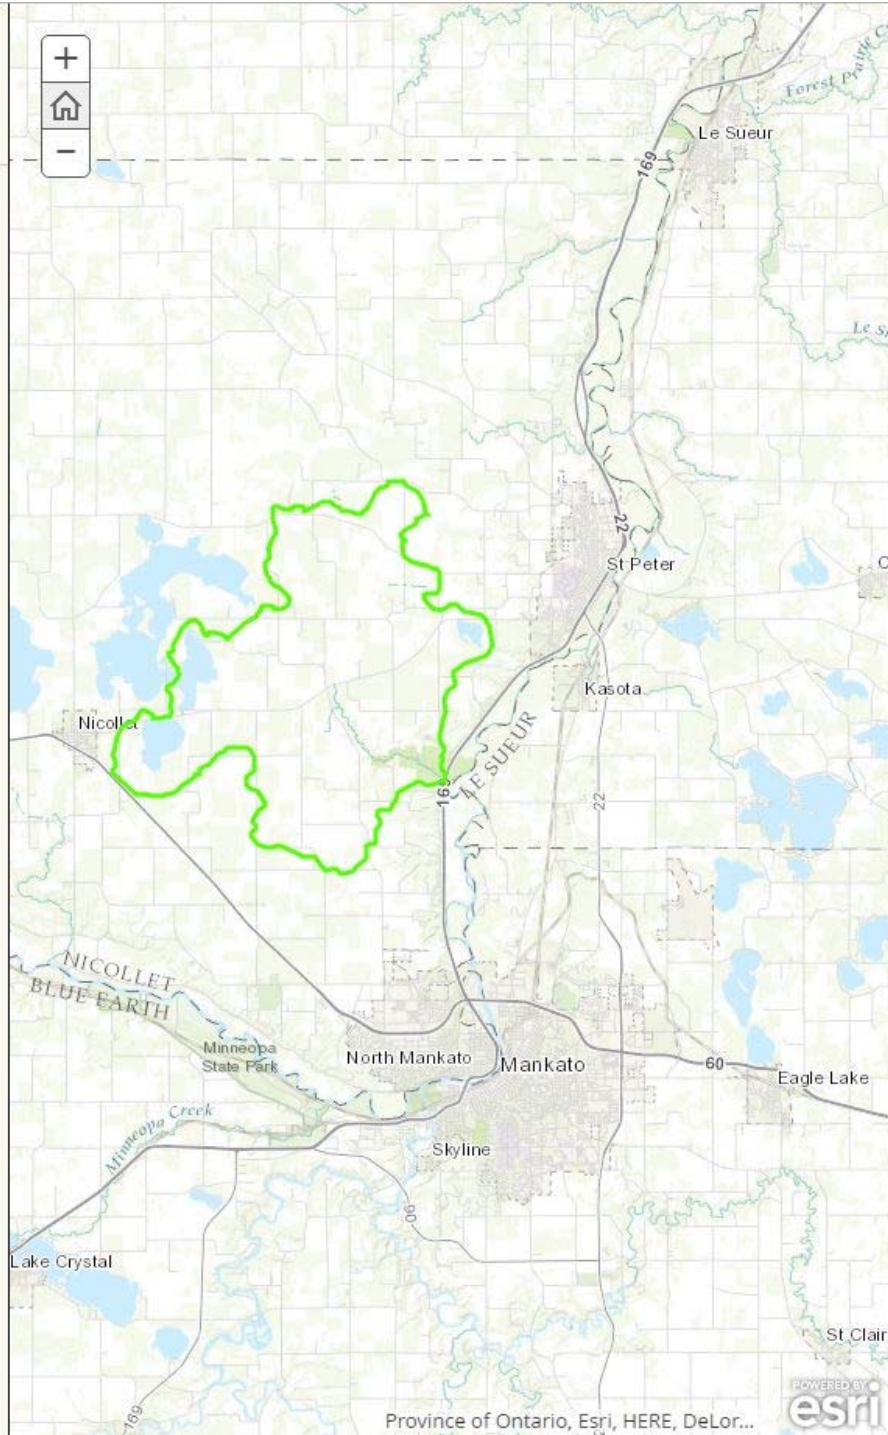 +
−
Forest Prairie C
Le Sueur
169
Le S
22
St Peter
C
Kasota
Nicollet
LE SUEUR
169
22
NICOLLET
BLUE EARTH
Minneopa
State Park
North Mankato
Mankato
60
Eagle Lake
Minneopa Creek
Skyline
90
Lake Crystal
St Clair
169
POWERED BY
esri
Province of Ontario, Esri, HERE, DeLor...